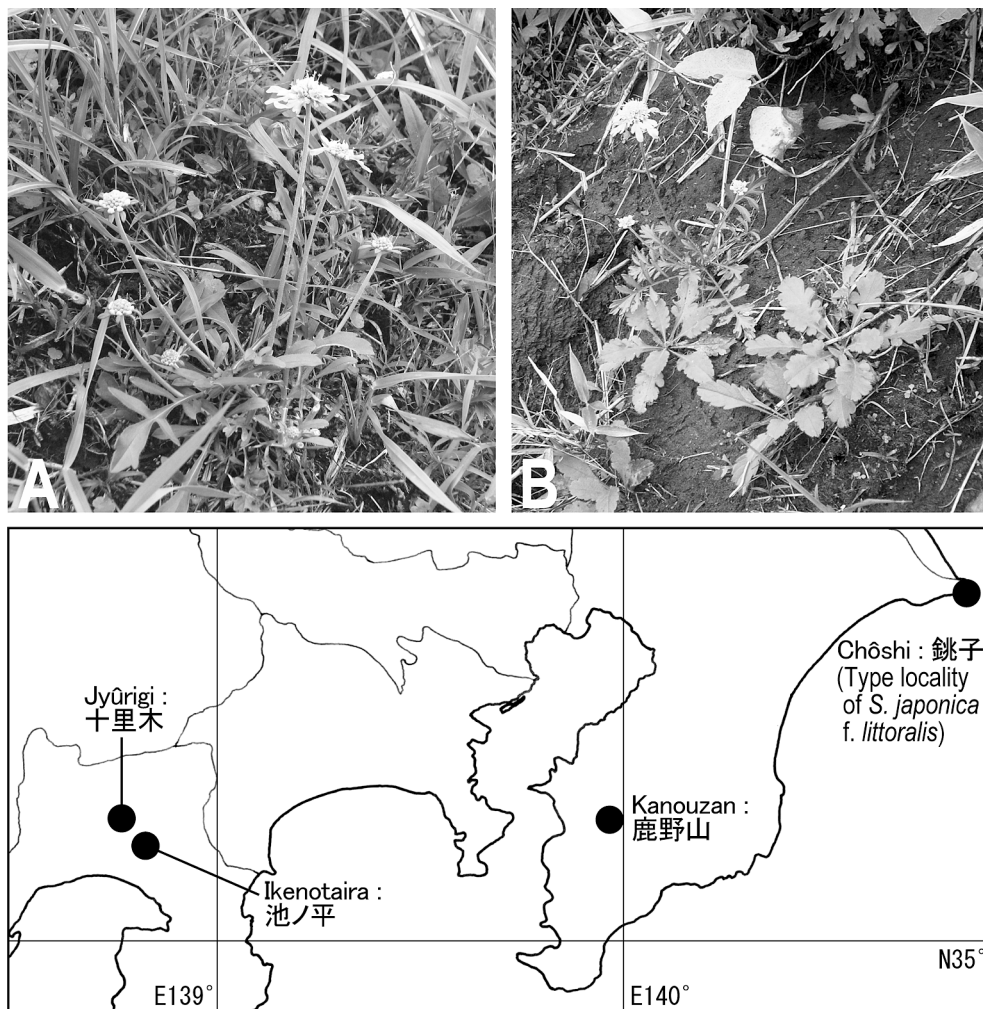 A
B
Chôshi : 銚子
(Type locality
of S. japonica
f. littoralis)
Jyûrigi :
十里木
Kanouzan :
鹿野山
Ikenotaira :
池ノ平
N35°
E139°
E140°